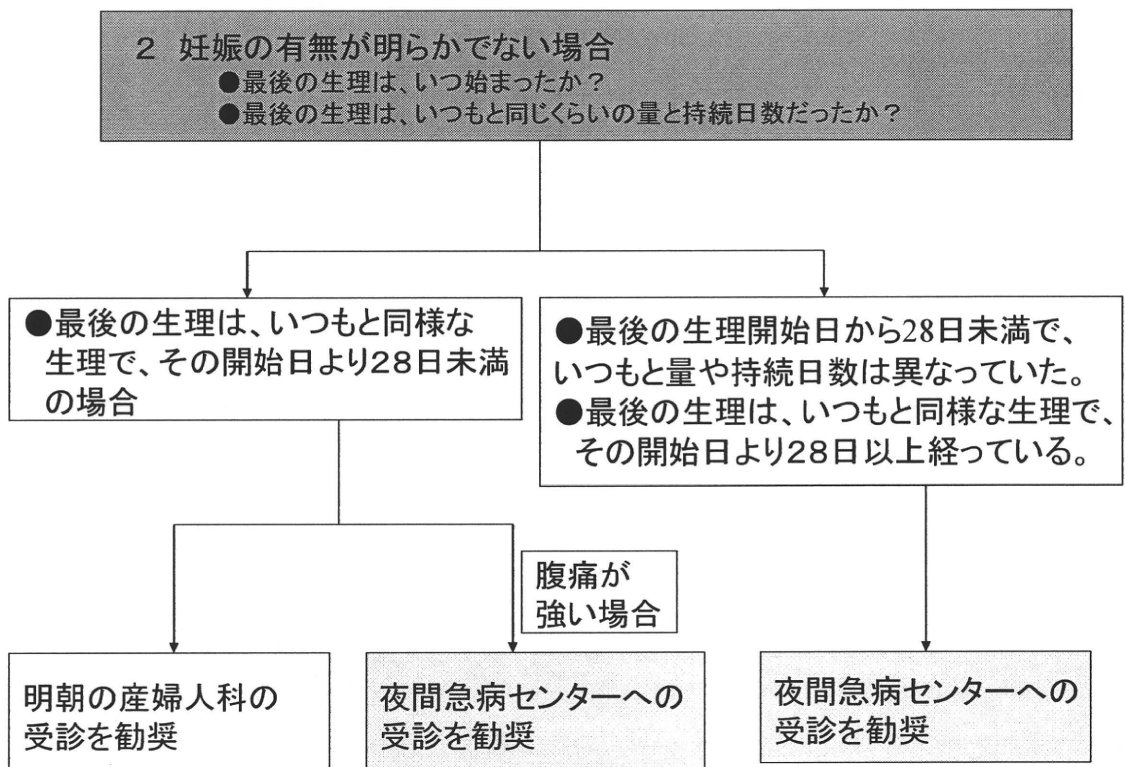 2 妊娠の有無が明らかでない場合
●最後の生理は、いつ始まったか？
●最後の生理は、いつもと同じくらいの量と持続日数だったか？
●最後の生理は、いつもと同様な
生理で、その開始日より28日未満
の場合
●最後の生理開始日から28日未満で、
いつもと量や持続日数は異なっていた。
●最後の生理は、いつもと同様な生理で、
その開始日より28日以上経っている。
腹痛が
強い場合
明朝の産婦人科の
受診を勧奨
夜間急病センターへの
受診を勧奨
夜間急病センターへの
受診を勧奨